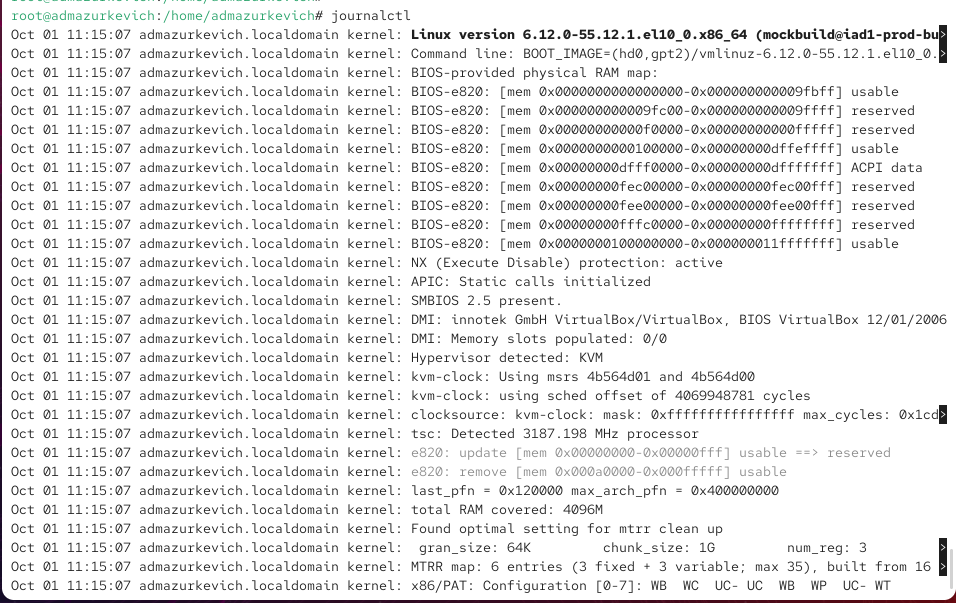 root@admazurkevich:/home/admazurkevich# journalctl
Oct 01 11:15:07 admazurkevich.localdomain kernel: Linux version 6.12.0-55.12.1.el10_0.x86_64 (mockbuild@iad1-prod-bu>
Oct 01 11:15:07 admazurkevich.localdomain kernel: Command line: BOOT_IMAGE=(hd0,gpt2)/vmlinuz-6.12.0-55.12.1.el10_0.>
Oct 01 11:15:07 admazurkevich.localdomain kernel: BIOS-provided physical RAM map:
Oct 01 11:15:07 admazurkevich.localdomain kernel: BIOS-e820: [mem 0x0000000000000000-0x000000000009fbff] usable
Oct 01 11:15:07 admazurkevich.localdomain kernel: BIOS-e820: [mem 0x000000000009fc00-0x000000000009ffff] reserved
Oct 01 11:15:07 admazurkevich.localdomain kernel: BIOS-e820: [mem 0x00000000000f0000-0x00000000000fffff] reserved
Oct 01 11:15:07 admazurkevich.localdomain kernel: BIOS-e820: [mem 0x0000000000100000-0x00000000dffeffff] usable
Oct 01 11:15:07 admazurkevich.localdomain kernel: BIOS-e820: [mem 0x00000000dfff0000-0x00000000dfffffff] ACPI data
Oct 01 11:15:07 admazurkevich.localdomain kernel: BIOS-e820: [mem 0x00000000fec00000-0x00000000fec00fff] reserved
Oct 01 11:15:07 admazurkevich.localdomain kernel: BIOS-e820: [mem 0x00000000fee00000-0x00000000fee00fff] reserved
Oct 01 11:15:07 admazurkevich.localdomain kernel: BIOS-e820: [mem 0x00000000fffc0000-0x00000000ffffffff] reserved
Oct 01 11:15:07 admazurkevich.localdomain kernel: BIOS-e820: [mem 0x0000000100000000-0x000000011fffffff] usable
Oct 01 11:15:07 admazurkevich.localdomain kernel: NX (Execute Disable) protection: active
Oct 01 11:15:07 admazurkevich.localdomain kernel: APIC: Static calls initialized
Oct 01 11:15:07 admazurkevich.localdomain kernel: SMBIOS 2.5 present.
Oct 01 11:15:07 admazurkevich.localdomain kernel: DMI: innotek GmbH VirtualBox/VirtualBox, BIOS VirtualBox 12/01/2006
Oct 01 11:15:07 admazurkevich.localdomain kernel: DMI: Memory slots populated: 0/0
Oct 01 11:15:07 admazurkevich.localdomain kernel: Hypervisor detected: KVM
Oct 01 11:15:07 admazurkevich.localdomain kernel: kvm-clock: Using msrs 4b564d01 and 4b564d00
Oct 01 11:15:07 admazurkevich.localdomain kernel: kvm-clock: using sched offset of 4069948781 cycles
Oct 01 11:15:07 admazurkevich.localdomain kernel: clocksource: kvm-clock: mask: 0xffffffffffffffff max_cycles: 0x1cd>
Oct 01 11:15:07 admazurkevich.localdomain kernel: tsc: Detected 3187.198 MHz processor
Oct 01 11:15:07 admazurkevich.localdomain kernel: e820: update [mem 0x00000000-0x00000fff] usable ==> reserved
Oct 01 11:15:07 admazurkevich.localdomain kernel: e820: remove [mem 0x000a0000-0x000fffff] usable
Oct 01 11:15:07 admazurkevich.localdomain kernel: last_pfn = 0x120000 max_arch_pfn = 0x400000000
Oct 01 11:15:07 admazurkevich.localdomain kernel: total RAM covered: 4096M
Oct 01 11:15:07 admazurkevich.localdomain kernel: Found optimal setting for mtrr clean up
Oct 01 11:15:07 admazurkevich.localdomain kernel:  gran_size: 64K         chunk_size: 1G         num_reg: 3         >
Oct 01 11:15:07 admazurkevich.localdomain kernel: MTRR map: 6 entries (3 fixed + 3 variable; max 35), built from 16 >
Oct 01 11:15:07 admazurkevich.localdomain kernel: x86/PAT: Configuration [0-7]: WB  WC  UC- UC  WB  WP  UC- WT